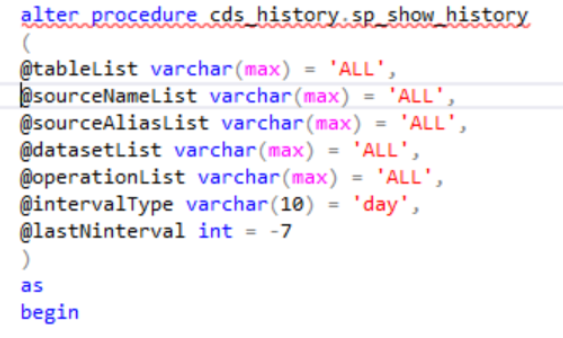 alter procedure cds_history.sp_show_history
(
@tableList varchar(max) = 'ALL',
@sourceNameList varchar(max) = 'ALL',
@sourceAliasList varchar(max) = 'ALL',
@datasetList varchar(max) = 'ALL',
@operationList varchar(max) = 'ALL',
@intervalType varchar(10) = 'day',
@lastNinterval int = -7
)
as
begin